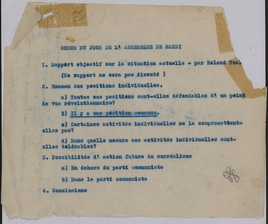 ORDRE DU JOUR DE LA ASSEMBLEE DE MARDI
I. Rapport objectif sur la situation actuelle - par Roland Tual
(Ce rapport ne sera pas discuté)
2. Examen des positions individuelles.
a) Toutes ces positions sont-elles défendables d'un point
de vue révolutionnaire?
b) Il y a une position commune.
c) Certaines activités individuelles ne la compromettent-
elles pas?
d) Dans quelle mesure ces activités individuelles sont-
elles tolérables?
3. Possibilités d'action future du surréalisme
a) En dehors du parti communiste
b) Dans le parti communiste
4. Conclusions